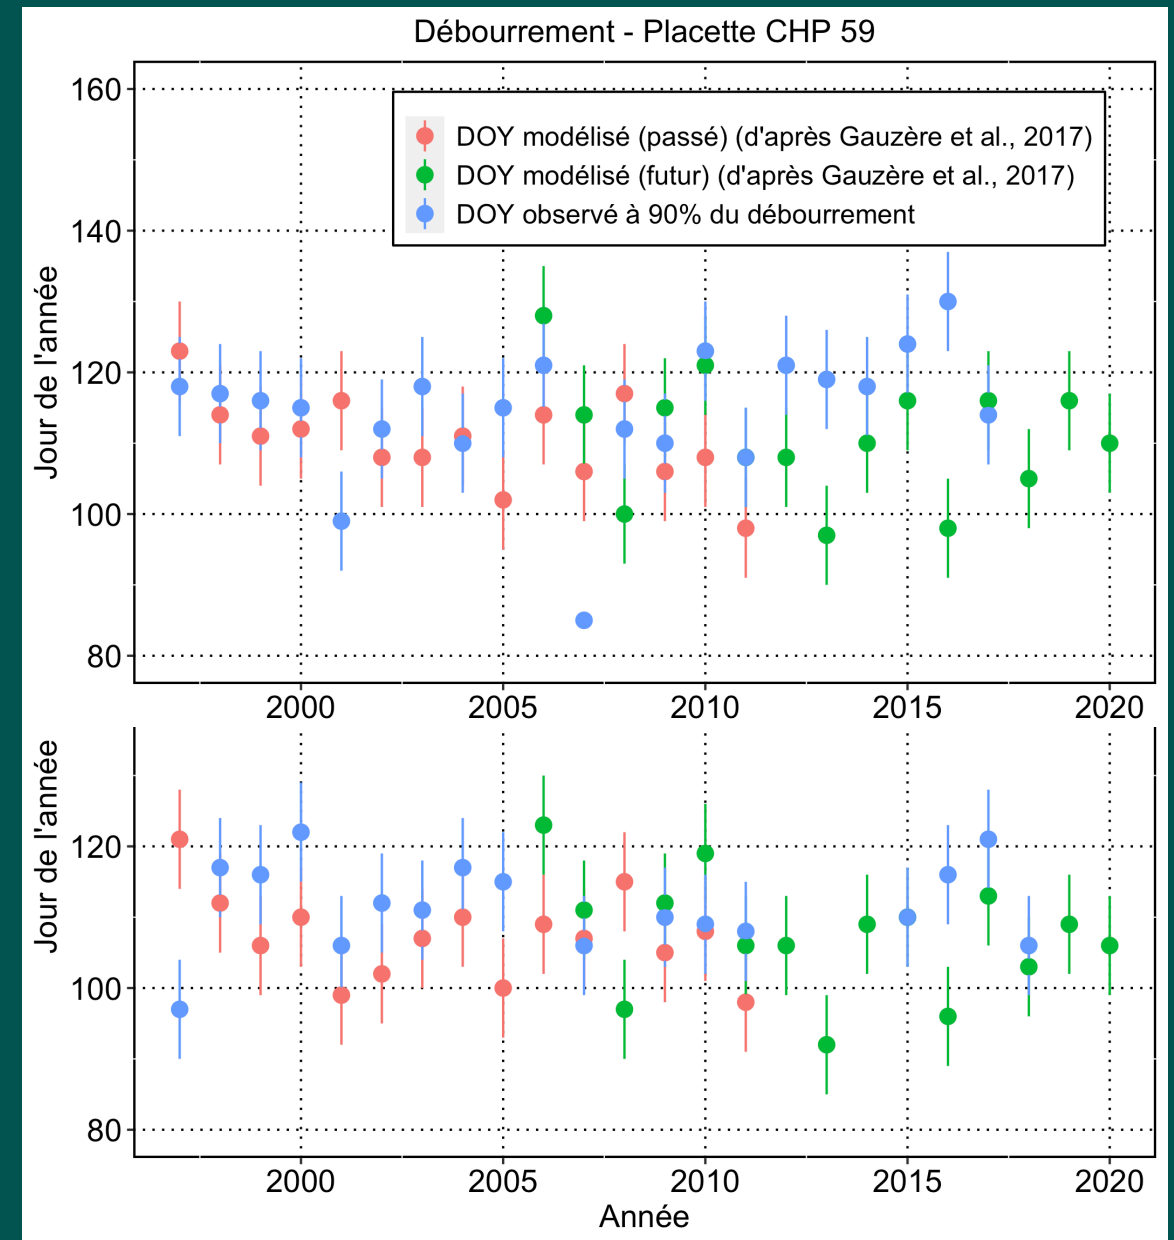 Débourrement - Placette CHP 59
160
DOY modélisé (passé) (d'après Gauzère et al., 2017)
DOY modélisé (futur) (d'après Gauzère et al., 2017)
DOY observé à 90% du débourrement
140
120
100
80
Jour de l'année
2000 2005 2010 2015 2020
120
100
80
Jour de l'année
2000 2005 2010 2015 2020
Année